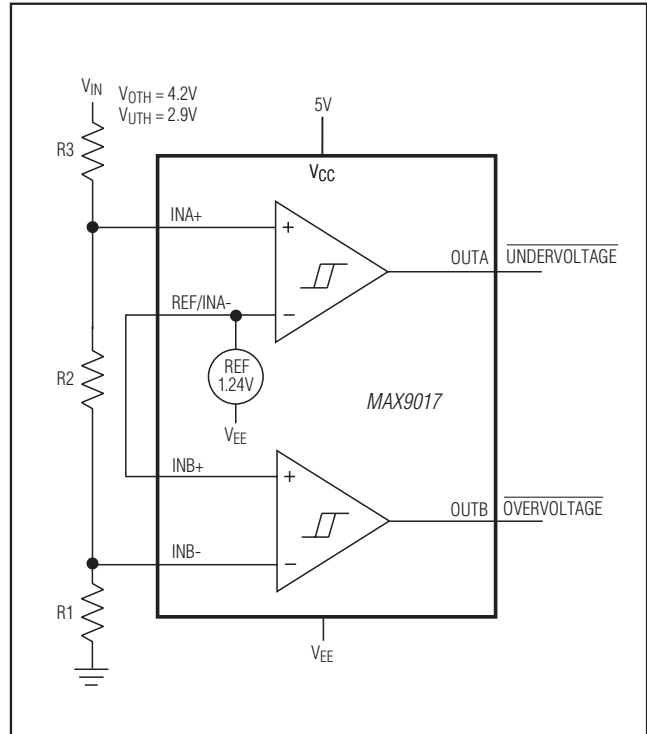 VIN
VOTH = 4.2V
VUTH = 2.9V
5V
R3
VCC
INA+
+
OUTA
UNDERVOLTAGE
REF/INA-
−
REF
1.24V
VEE
R2
MAX9017
INB+
+
OUTB
OVERVOLTAGE
INB-
−
R1
VEE